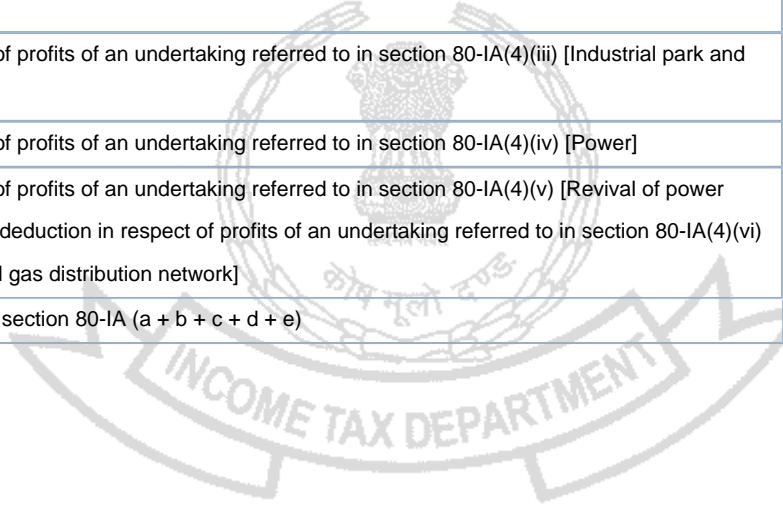 of profits of an undertaking referred to in section 80-IA(4)(iii) [Industrial park and
of profits of an undertaking referred to in section 80-IA(4)(iv) [Power]
of profits of an undertaking referred to in section 80-IA(4)(v) [Revival of power
deduction in respect of profits of an undertaking referred to in section 80-IA(4)(vi)
gas distribution network]
section 80-IA (a + b + c + d + e)
कोष मूलो दण्डः
INCOME TAX DEPARTMENT